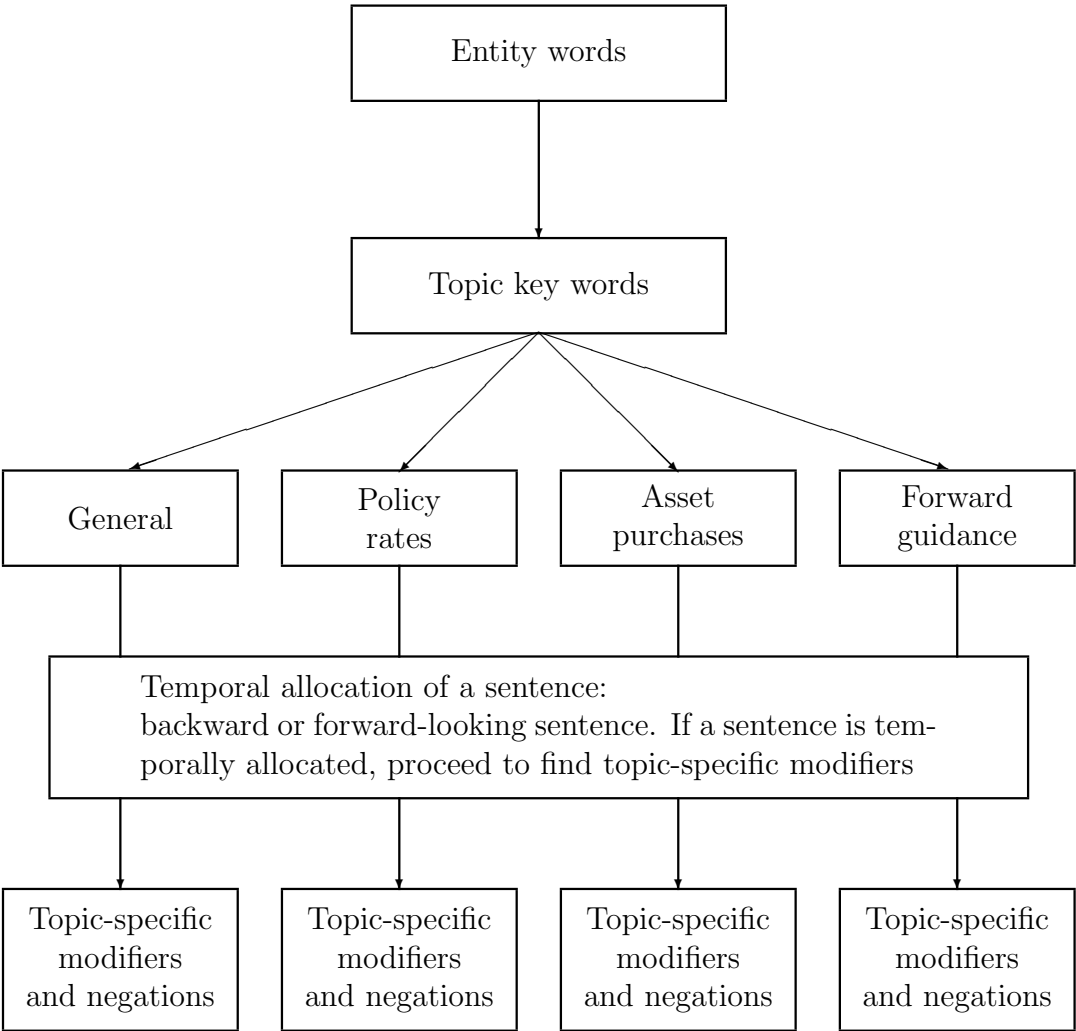 Entity words
Topic key words
General
Policy
rates
Asset
purchases
Forward
guidance
Temporal allocation of a sentence:
backward or forward-looking sentence. If a sentence is tem-
porally allocated, proceed to find topic-specific modifiers
Topic-specific
modifiers
and negations
Topic-specific
modifiers
and negations
Topic-specific
modifiers
and negations
Topic-specific
modifiers
and negations